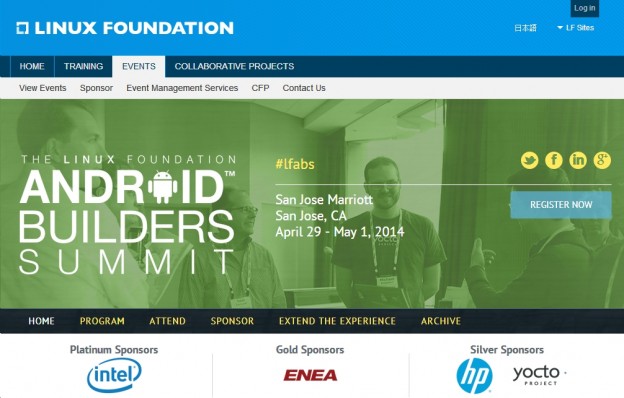 Log in
LINUX FOUNDATION
日本語
LF Sites
HOME TRAINING EVENTS COLLABORATIVE PROJECTS
View Events Sponsor Event Management Services CFP Contact Us
THE LINUX FOUNDATION
ANDROID™
BUILDERS
SUMMIT
#lfabs
San Jose Marriott
San Jose, CA
April 29 - May 1, 2014
yocto
PROJECT
REGISTER NOW
HOME PROGRAM ATTEND SPONSOR EXTEND THE EXPERIENCE ARCHIVE
Platinum Sponsors Gold Sponsors Silver Sponsors
intel ENEA hp yocto
PROJECT